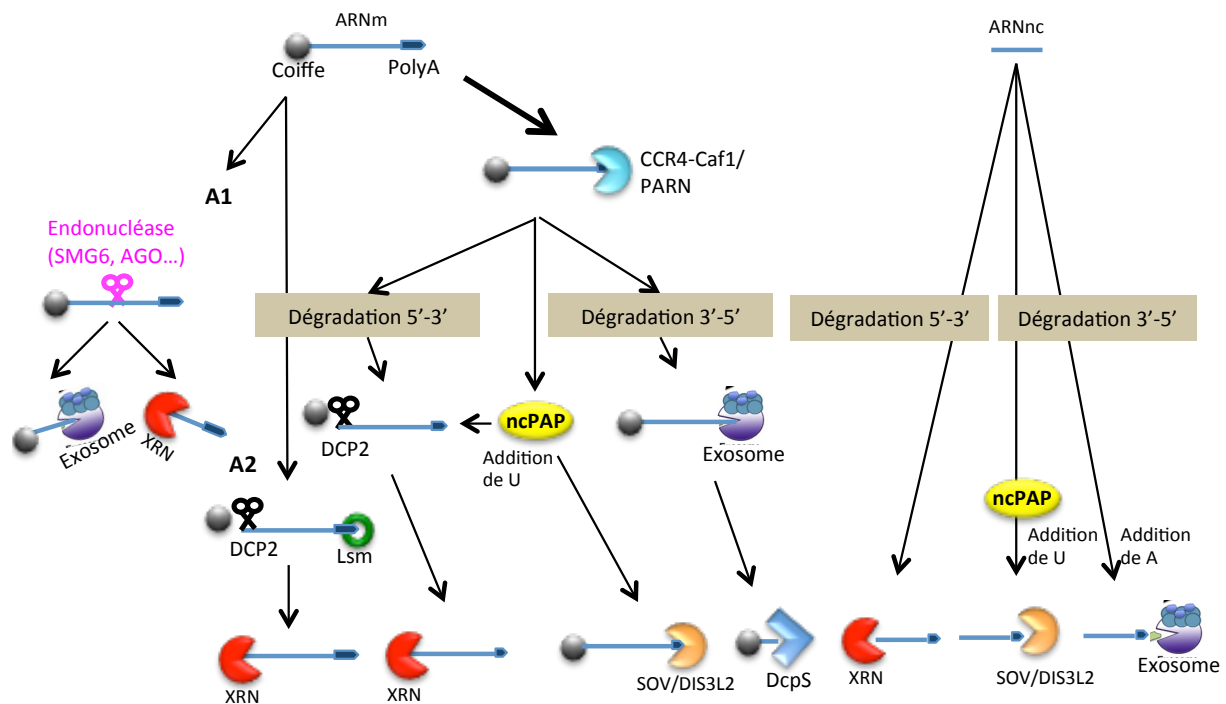 ARNm
Coiffe
PolyA
ARNnc
CCR4-Caf1/
PARN
A1
Endonucléase
(SMG6, AGO…)
Dégradation 5’-3’
Dégradation 3’-5’
Dégradation 5’-3’
Dégradation 3’-5’
Exosome
XRN
A2
DCP2
ncPAP
Addition
de U
Exosome
DCP2
Lsm
ncPAP
Addition
de U
Addition
de A
XRN
XRN
SOV/DIS3L2
DcpS
XRN
SOV/DIS3L2
Exosome